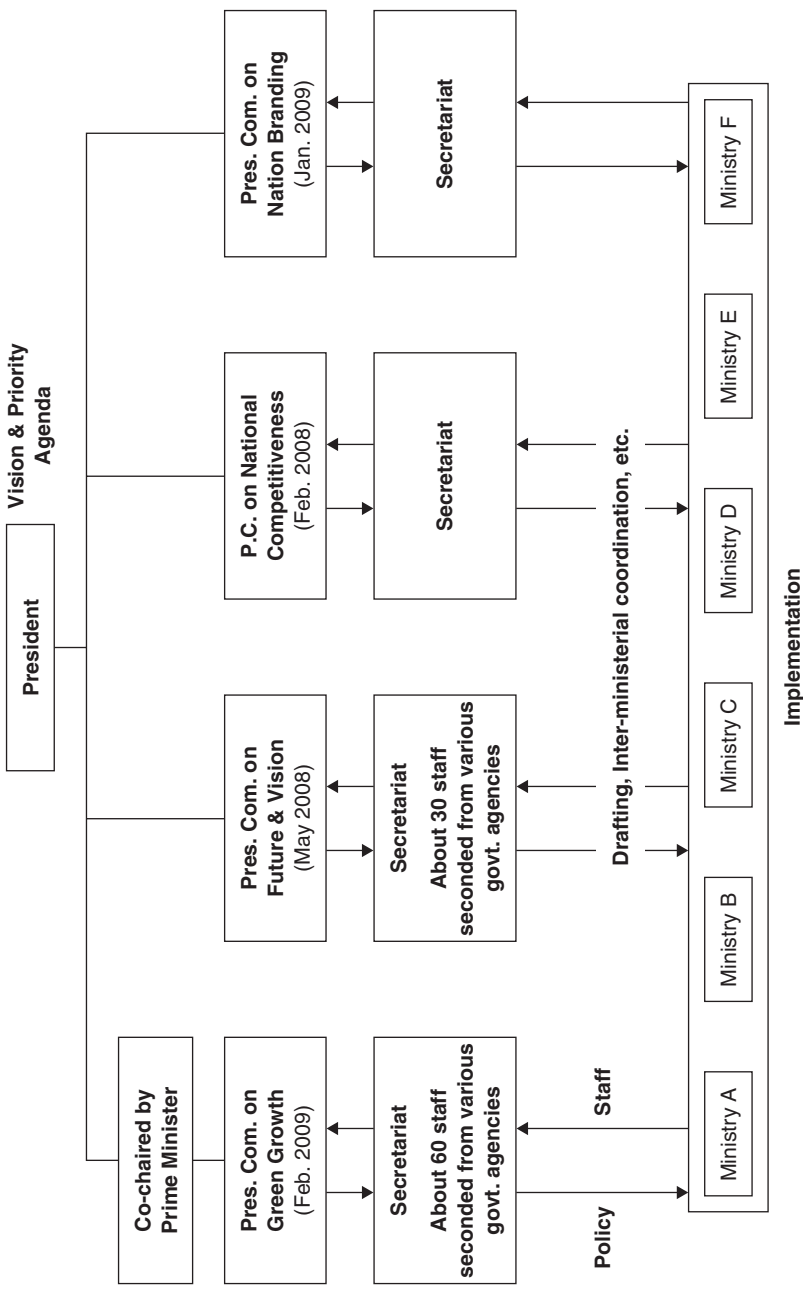 Vision & Priority
Agenda
President
Co-chaired by
Prime Minister
Pres. Com. on
Green Growth
(Feb. 2009)
Pres. Com. on
Future & Vision
(May 2008)
P.C. on National
Competitiveness
(Feb. 2008)
Pres. Com. on
Nation Branding
(Jan. 2009)
Secretariat
About 60 staff
seconded from various
govt. agencies
Secretariat
About 30 staff
seconded from various
govt. agencies
Secretariat
Secretariat
Policy
Staff
Drafting, Inter-ministerial coordination, etc.
Ministry A
Ministry B
Ministry C
Ministry D
Ministry E
Ministry F
Implementation